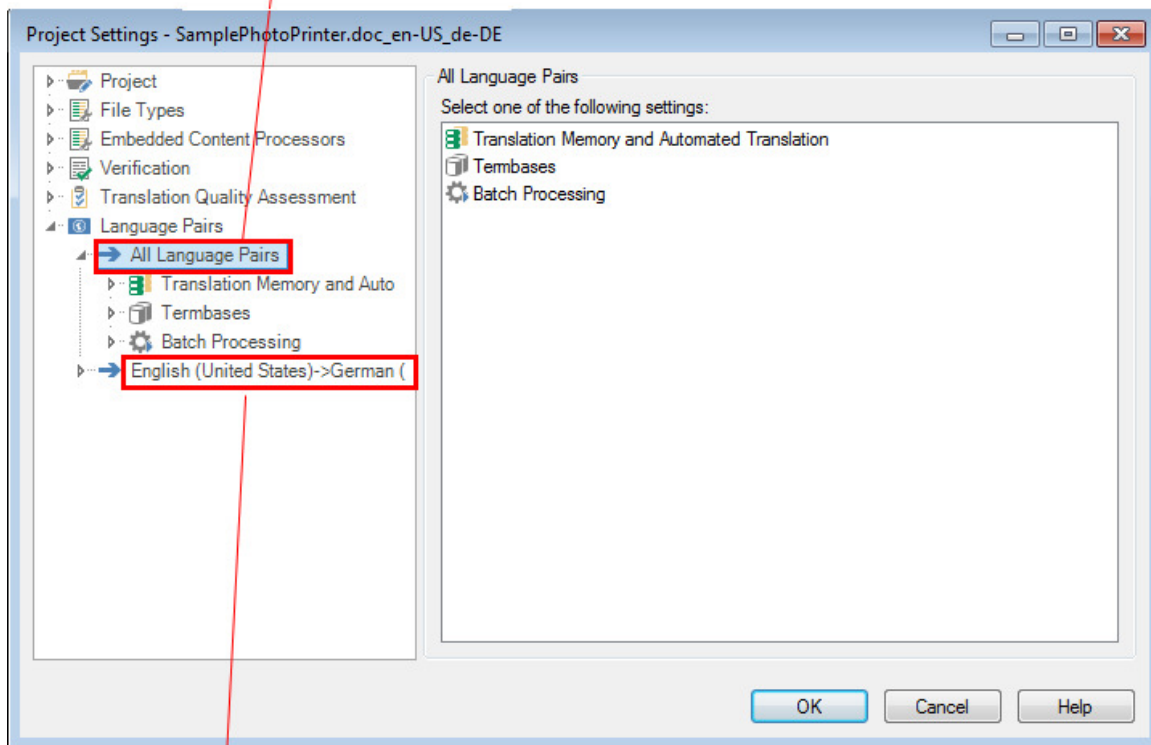 Project Settings - SamplePhotoPrinter.doc_en-US_de-DE
Project
File Types
Embedded Content Processors
Verification
Translation Quality Assessment
Language Pairs
All Language Pairs
Translation Memory and Auto
Termbases
Batch Processing
English (United States)->German (
All Language Pairs
Select one of the following settings:
Translation Memory and Automated Translation
Termbases
Batch Processing
OK
Cancel
Help